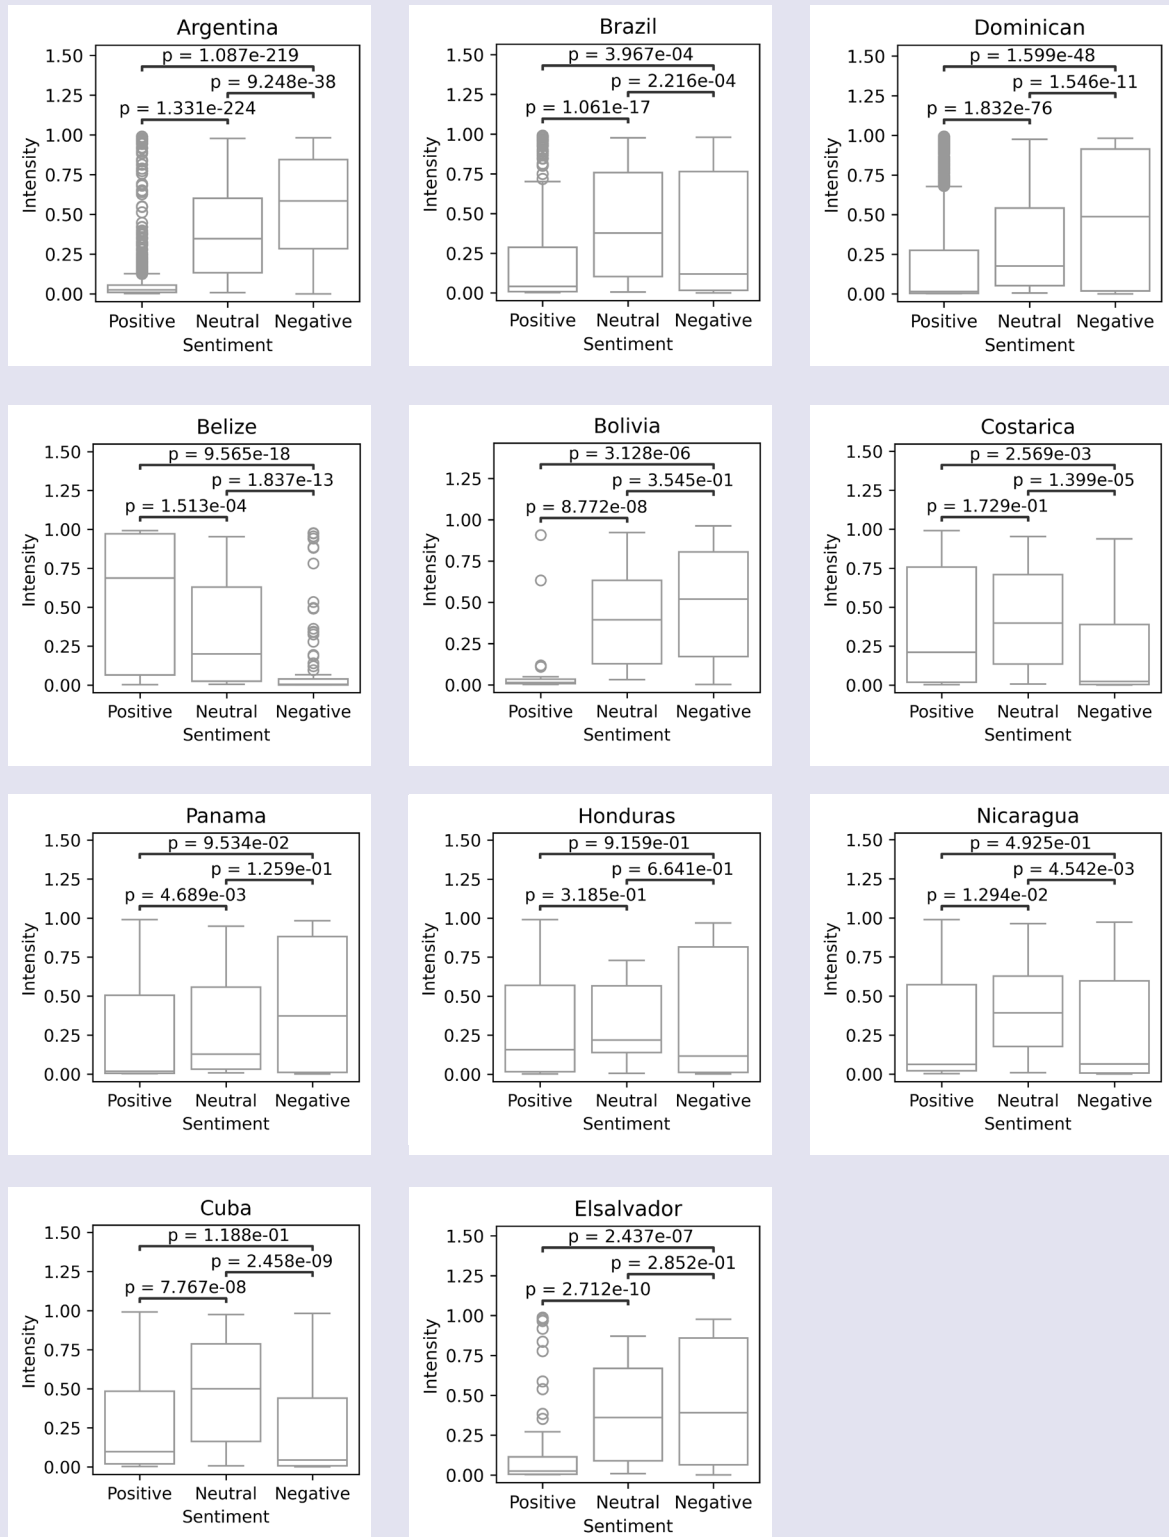 Argentina
1.50
1.25
1.00
0.75
0.50
0.25
0.00
Intensity
p = 1.087e-219
p = 9.248e-38
p = 1.331e-224
Positive Neutral Negative
Sentiment
Brazil
1.50
1.25
1.00
0.75
0.50
0.25
0.00
Intensity
p = 3.967e-04
p = 2.216e-04
p = 1.061e-17
Positive Neutral Negative
Sentiment
Dominican
1.50
1.25
1.00
0.75
0.50
0.25
0.00
Intensity
p = 1.599e-48
p = 1.546e-11
p = 1.832e-76
Positive Neutral Negative
Sentiment
Belize
1.50
1.25
1.00
0.75
0.50
0.25
0.00
Intensity
p = 9.565e-18
p = 1.837e-13
p = 1.513e-04
Positive Neutral Negative
Sentiment
Bolivia
1.25
1.00
0.75
0.50
0.25
0.00
Intensity
p = 3.128e-06
p = 3.545e-01
p = 8.772e-08
Positive Neutral Negative
Sentiment
Costarica
1.50
1.25
1.00
0.75
0.50
0.25
0.00
Intensity
p = 2.569e-03
p = 1.399e-05
p = 1.729e-01
Positive Neutral Negative
Sentiment
Panama
1.50
1.25
1.00
0.75
0.50
0.25
0.00
Intensity
p = 9.534e-02
p = 1.259e-01
p = 4.689e-03
Positive Neutral Negative
Sentiment
Honduras
1.50
1.25
1.00
0.75
0.50
0.25
0.00
Intensity
p = 9.159e-01
p = 6.641e-01
p = 3.185e-01
Positive Neutral Negative
Sentiment
Nicaragua
1.50
1.25
1.00
0.75
0.50
0.25
0.00
Intensity
p = 4.925e-01
p = 4.542e-03
p = 1.294e-02
Positive Neutral Negative
Sentiment
Cuba
1.50
1.25
1.00
0.75
0.50
0.25
0.00
Intensity
p = 1.188e-01
p = 2.458e-09
p = 7.767e-08
Positive Neutral Negative
Sentiment
Elsalvador
1.50
1.25
1.00
0.75
0.50
0.25
0.00
Intensity
p = 2.437e-07
p = 2.852e-01
p = 2.712e-10
Positive Neutral Negative
Sentiment